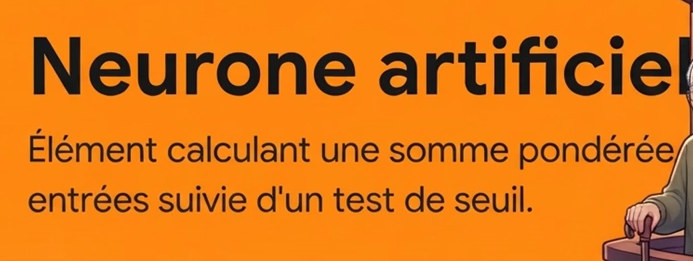 Neurone artificiel
Élément calculant une somme pondérée
entrées suivie d'un test de seuil.